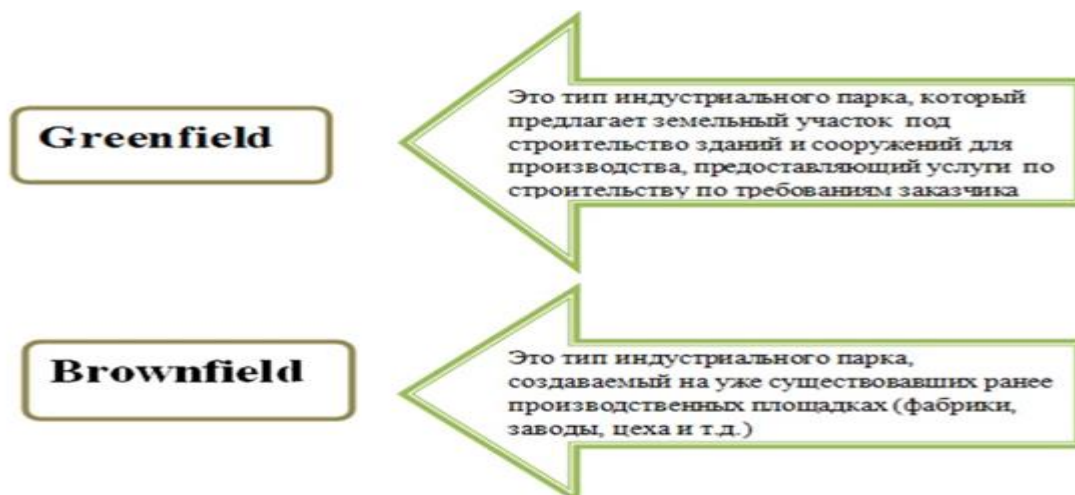 Greenfield
Это тип индустриального парка, который
предлагает земельный участок под
строительство зданий и сооружений для
производства, предоставляющий услуги по
строительству по требованиям заказчика
Brownfield
Это тип индустриального парка,
создаваемый на уже существовавших ранее
производственных площадках (фабрики,
заводы, цеха и т.д.)